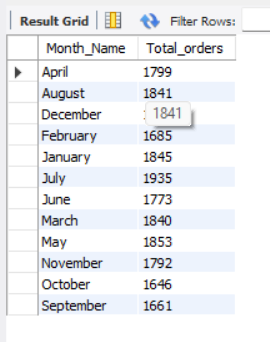 Result Grid Filter Rows:
Month_Name Total_orders
April 1799
August 1841
December 1841
February 1685
January 1845
July 1935
June 1773
March 1840
May 1853
November 1792
October 1646
September 1661